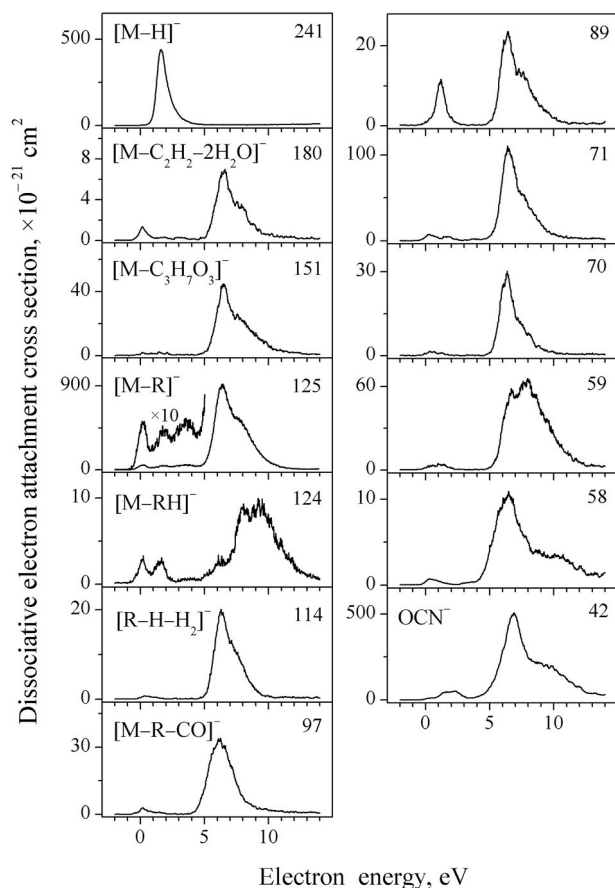 Dissociative electron attachment cross section, ×10⁻²¹ cm²
[M–H]⁻ 241
500
0
[M–C₂H₂–2H₂O]⁻ 180
8
4
0
[M–C₃H₇O₃]⁻ 151
40
0
[M–R]⁻ 125
900
×10
0
[M–RH]⁻ 124
10
0
[R–H–H₂]⁻ 114
20
0
[M–R–CO]⁻ 97
30
0
0 5 10
89
20
0
71
100
0
70
30
0
59
60
0
58
10
0
OCN⁻ 42
500
0
0 5 10
Electron energy, eV